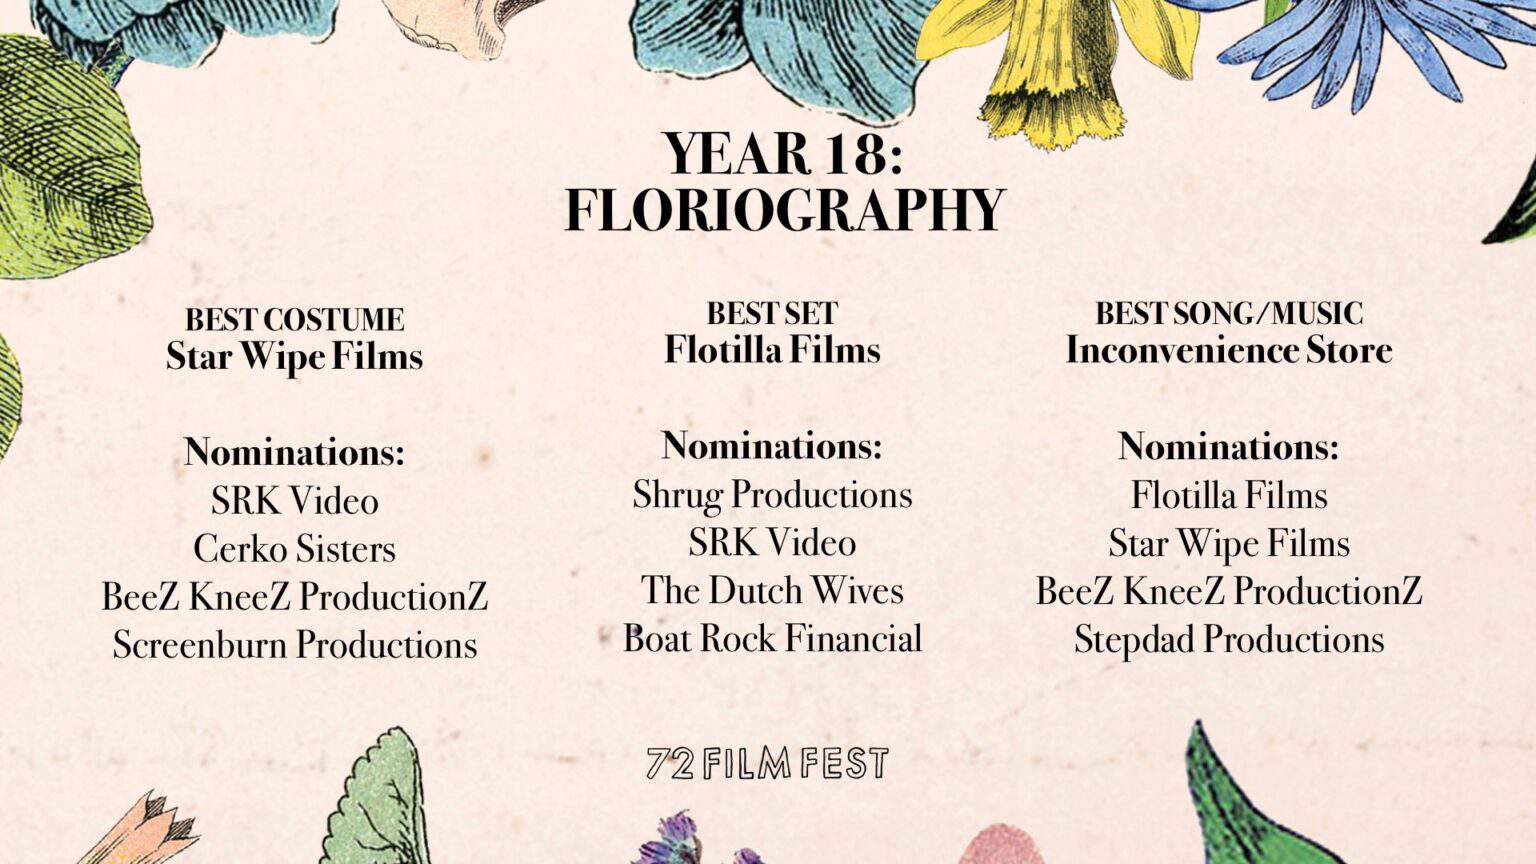 YEAR 18:
FLORIOGRAPHY
BEST COSTUME
Star Wipe Films
Nominations:
SRK Video
Cerko Sisters
BeeZ KneeZ ProductionZ
Screenburn Productions
BEST SET
Flotilla Films
Nominations:
Shrug Productions
SRK Video
The Dutch Wives
Boat Rock Financial
BEST SONG/MUSIC
Inconvenience Store
Nominations:
Flotilla Films
Star Wipe Films
BeeZ KneeZ ProductionZ
Stepdad Productions
72 FILM FEST